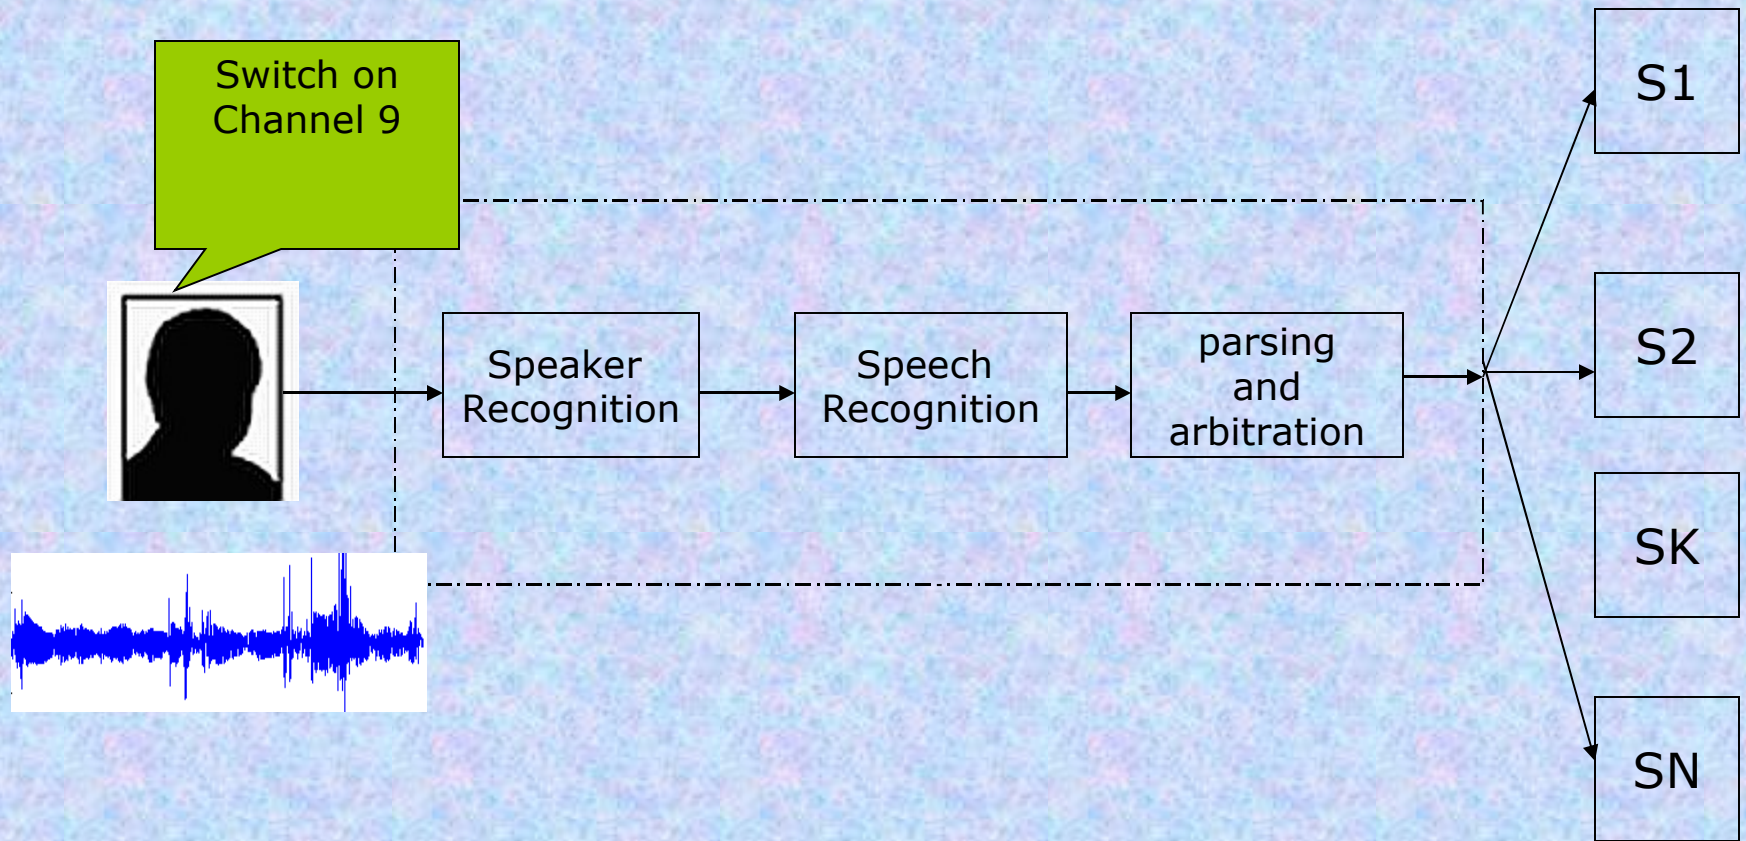 Switch on
Channel 9
Speaker
Recognition
Speech
Recognition
parsing
and
arbitration
S1
S2
SK
SN